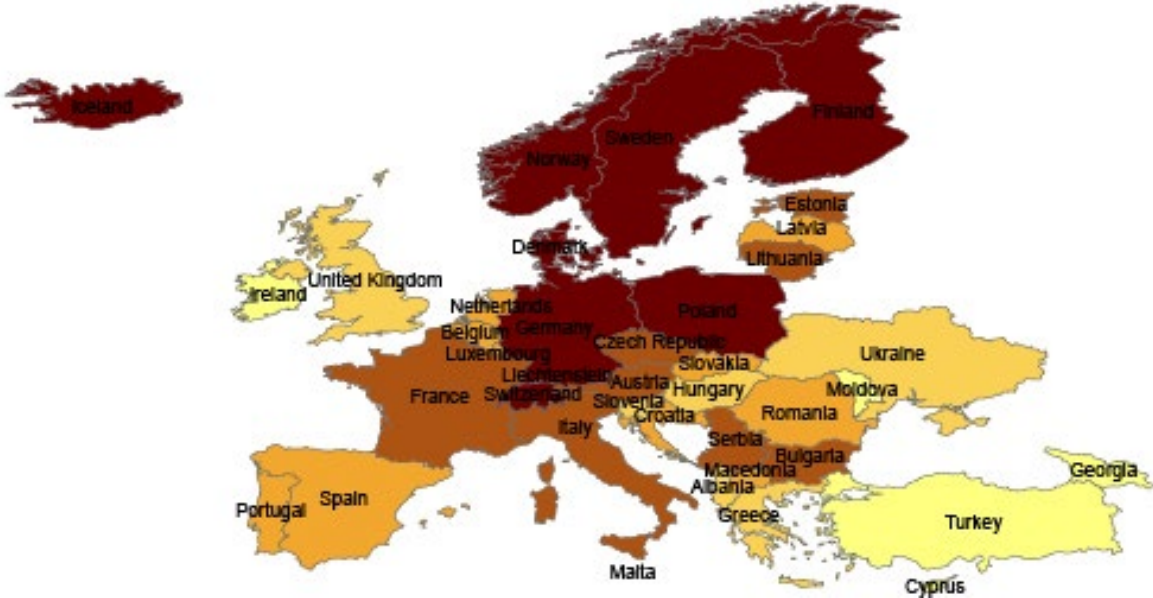 Iceland
Finland
Sweden
Norway
Estonia
Latvia
Denmark
Lithuania
United Kingdom
Ireland
Netherlands
Poland
Germany
Belgium
Czech Republic
Luxembourg
Ukraine
Slovakia
Liechtenstein
Austria
Hungary
Moldova
Switzerland
France
Slovenia
Croatia
Romania
Italy
Serbia
Bulgaria
Macedonia
Georgia
Albania
Spain
Portugal
Greece
Turkey
Malta
Cyprus